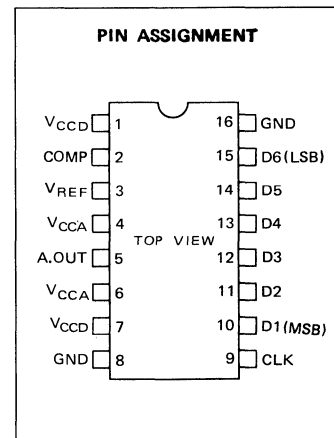 PIN ASSIGNMENT
VCCD 1 16 GND
COMP 2 15 D6(LSB)
VREF 3 14 D5
VCCA 4 13 D4
TOP VIEW
A.OUT 5 12 D3
VCCA 6 11 D2
VCCD 7 10 D1(MSB)
GND 8 9 CLK